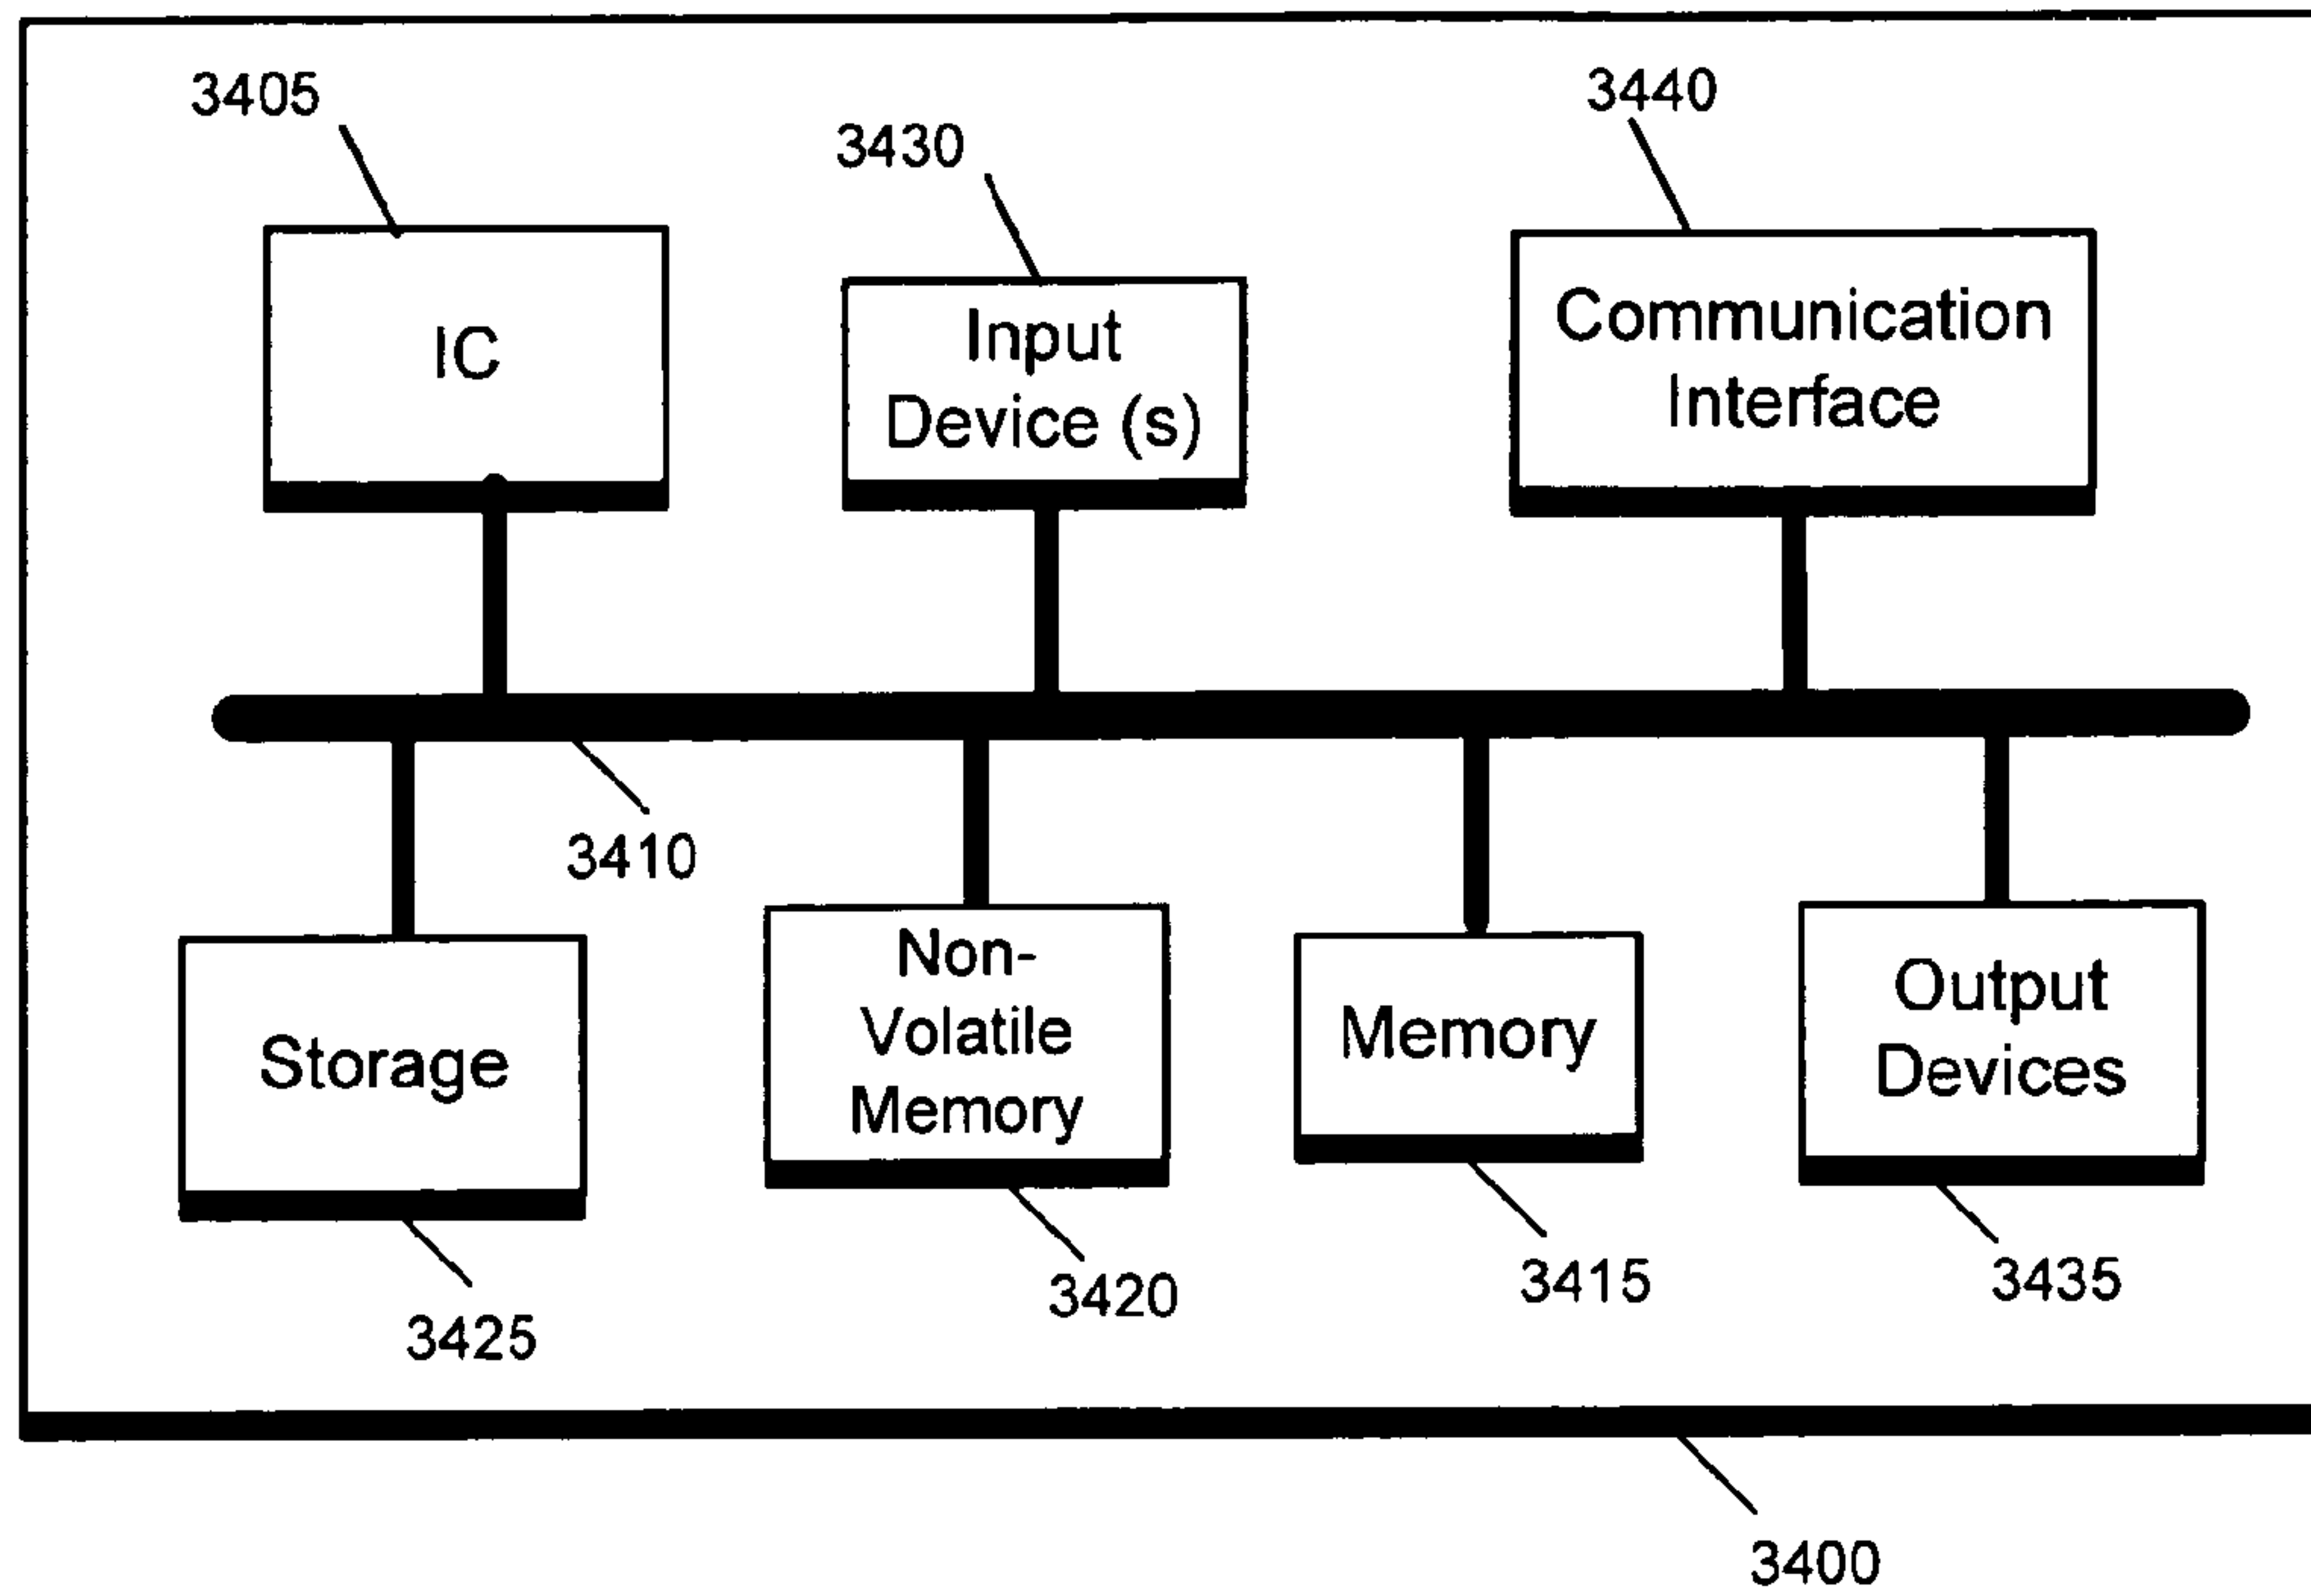 3405
3440
3430
IC
Input
Device (s)
Communication
Interface
3410
Storage
Non-
Volatile
Memory
Memory
Output
Devices
3425
3420
3415
3435
3400